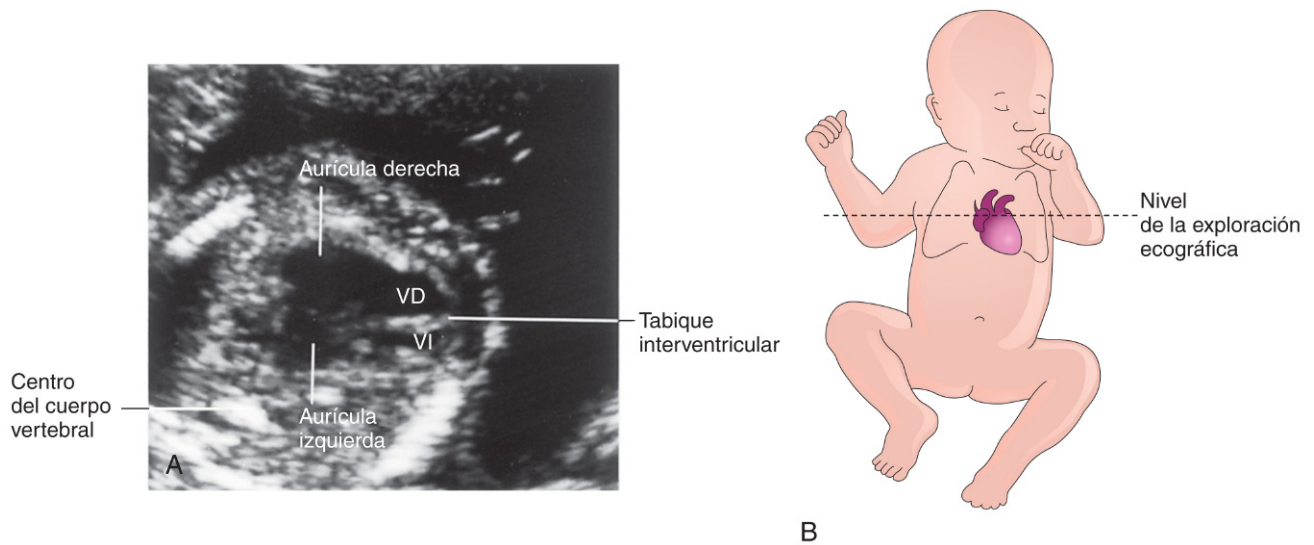 Aurícula derecha
VD
VI
Tabique
interventricular
Centro
del cuerpo
vertebral
Aurícula
izquierda
A
Nivel
de la exploración
ecográfica
B